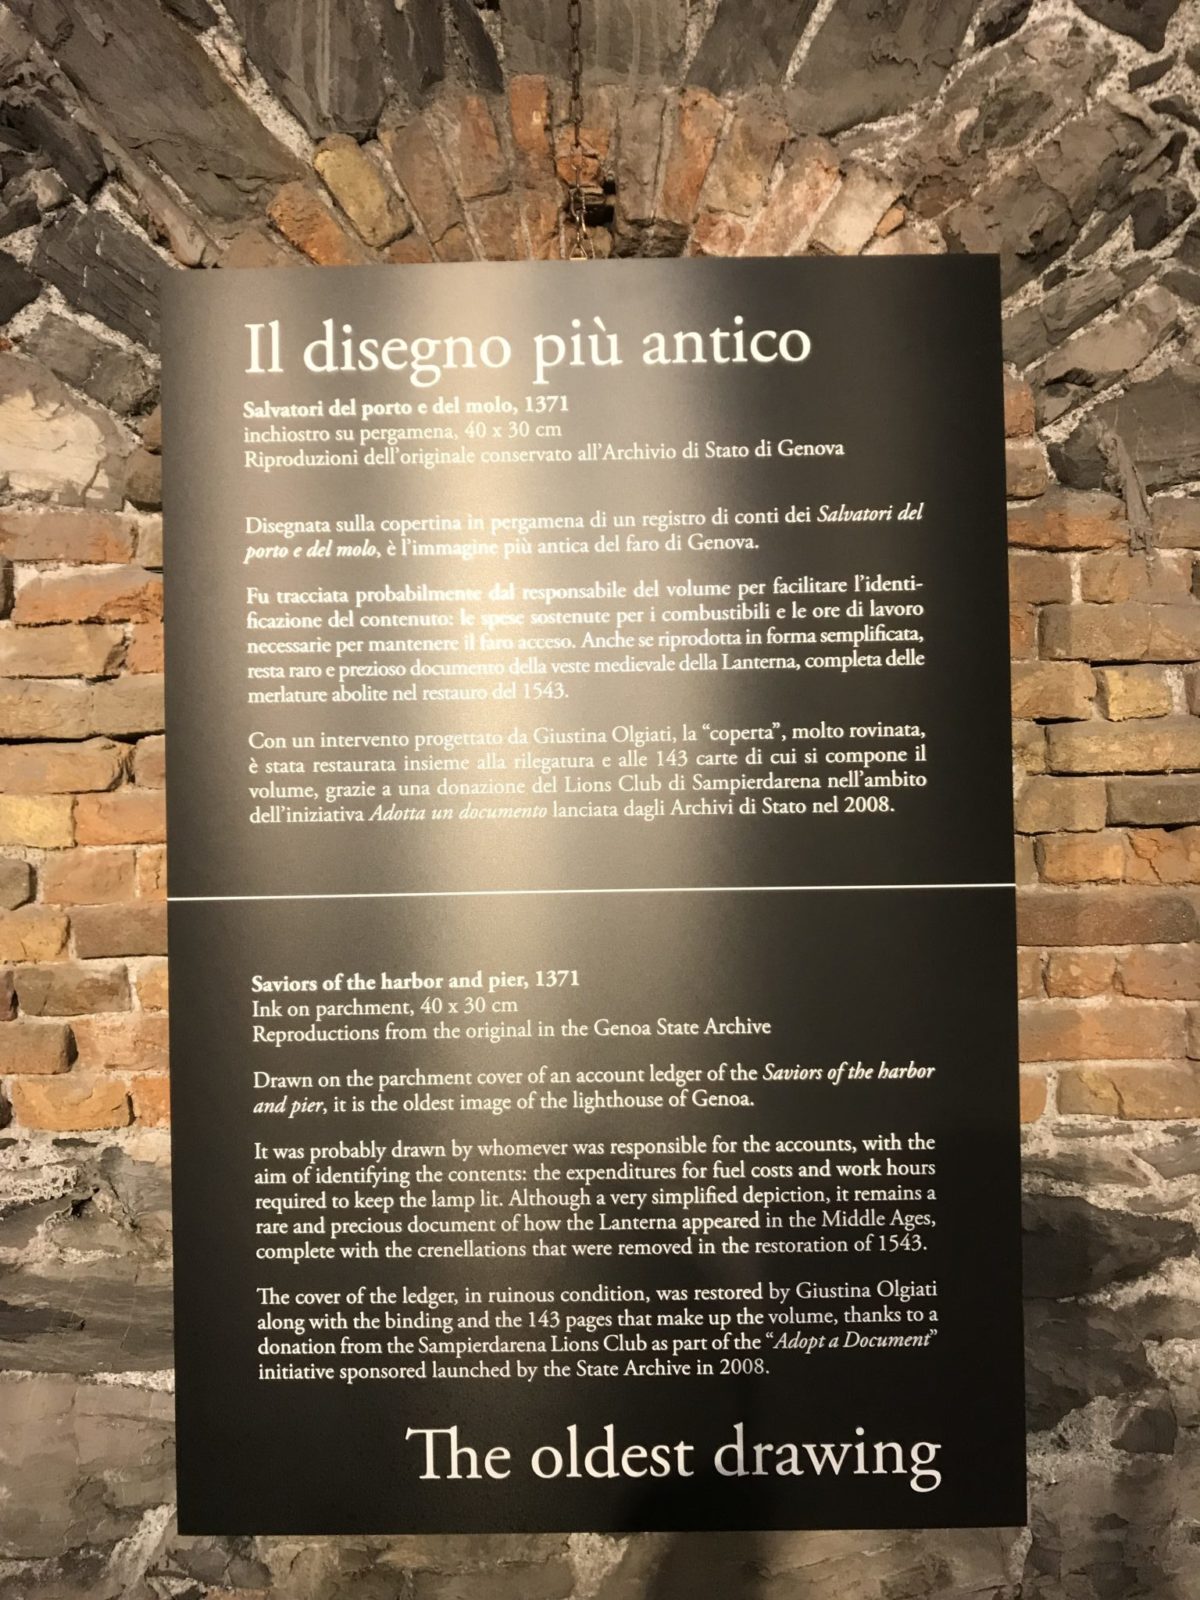 Il disegno più antico
Salvatori del porto e del molo, 1371
inchiostro su pergamena, 40 x 30 cm
Riproduzioni dell'originale conservato all'Archivio di Stato di Genova
Disegnata sulla copertina in pergamena di un registro di conti dei Salvatori del
porto e del molo, è l'immagine più antica del faro di Genova.
Fu tracciata probabilmente dal responsabile del volume per facilitare l'identi-
ficazione del contenuto: le spese sostenute per i combustibili e le ore di lavoro
necessarie per mantenere il faro acceso. Anche se riprodotta in forma semplificata,
resta raro e prezioso documento della veste medievale della Lanterna, completa delle
merlature abolite nel restauro del 1543.
Con un intervento progettato da Giustina Olgiati, la “coperta”, molto rovinata,
è stata restaurata insieme alla rilegatura e alle 143 carte di cui si compone il
volume, grazie a una donazione del Lions Club di Sampierdarena nell'ambito
dell'iniziativa Adotta un documento lanciata dagli Archivi di Stato nel 2008.
Saviors of the harbor and pier, 1371
Ink on parchment, 40 x 30 cm
Reproductions from the original in the Genoa State Archive
Drawn on the parchment cover of an account ledger of the Saviors of the harbor
and pier, it is the oldest image of the lighthouse of Genoa.
It was probably drawn by whomever was responsible for the accounts, with the
aim of identifying the contents: the expenditures for fuel costs and work hours
required to keep the lamp lit. Although a very simplified depiction, it remains a
rare and precious document of how the Lanterna appeared in the Middle Ages,
complete with the crenellations that were removed in the restoration of 1543.
The cover of the ledger, in ruinous condition, was restored by Giustina Olgiati
along with the binding and the 143 pages that make up the volume, thanks to a
donation from the Sampierdarena Lions Club as part of the “Adopt a Document”
initiative sponsored launched by the State Archive in 2008.
The oldest drawing